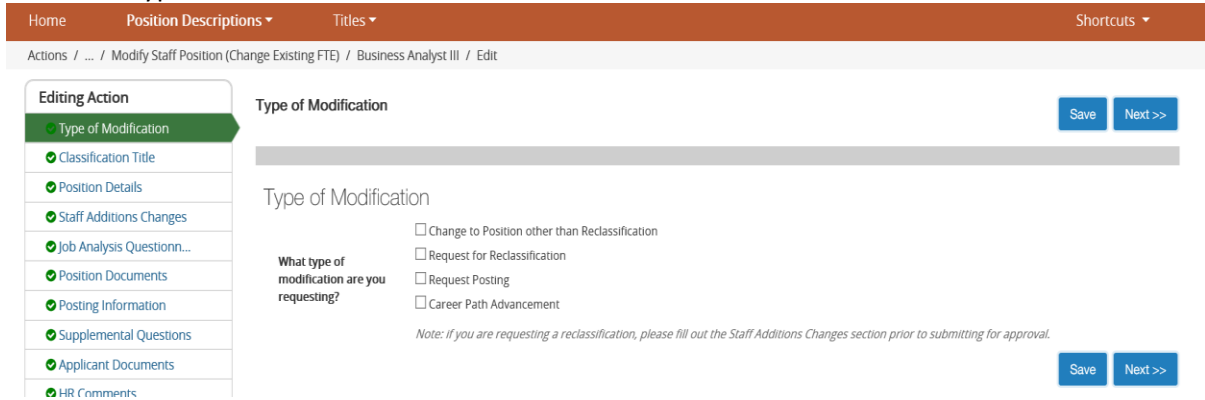 Home Position Descriptions Titles Shortcuts
Actions / ... / Modify Staff Position (Change Existing FTE) / Business Analyst III / Edit
Editing Action
Type of Modification
Classification Title
Position Details
Staff Additions Changes
Job Analysis Questionn...
Position Documents
Posting Information
Supplemental Questions
Applicant Documents
HR Comments
Type of Modification
Save Next >>
Type of Modification
What type of
modification are you
requesting?
Change to Position other than Reclassification
Request for Reclassification
Request Posting
Career Path Advancement
Note: if you are requesting a reclassification, please fill out the Staff Additions Changes section prior to submitting for approval.
Save Next >>